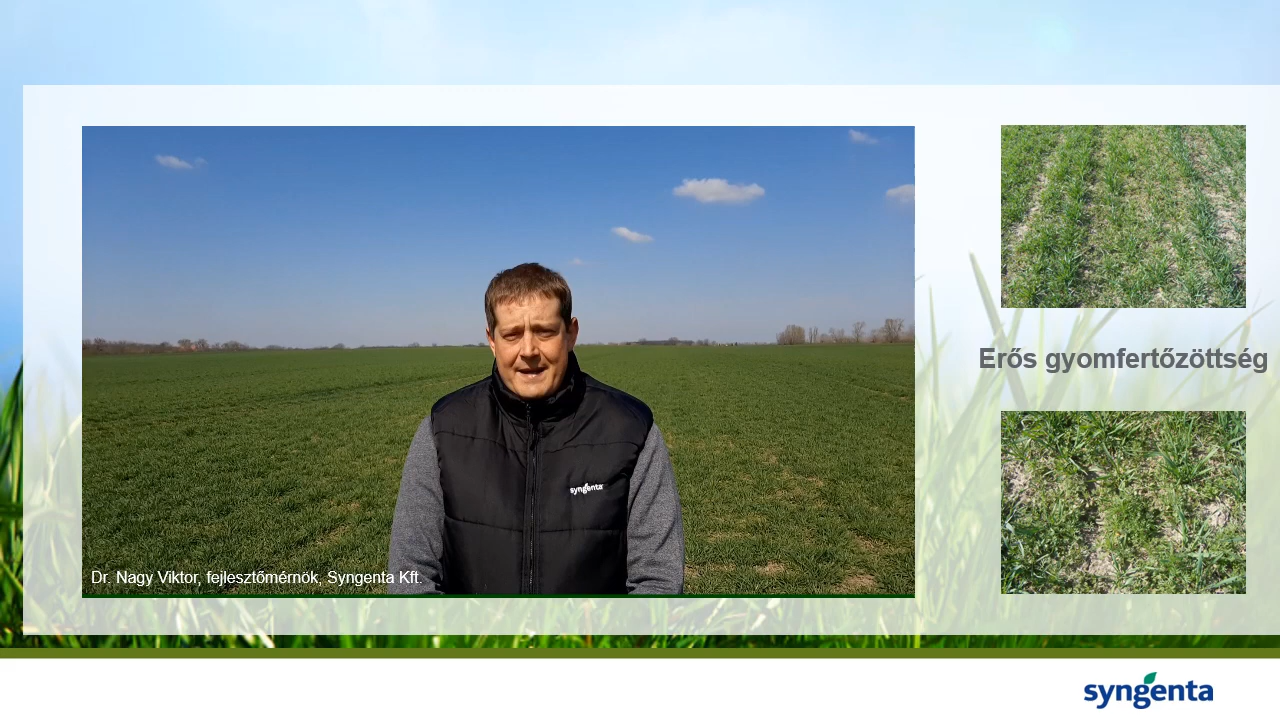 syngenta
Dr. Nagy Viktor, fejlesztőmérnök, Syngenta Kft.
Erős gyomfertőzöttség
syngenta